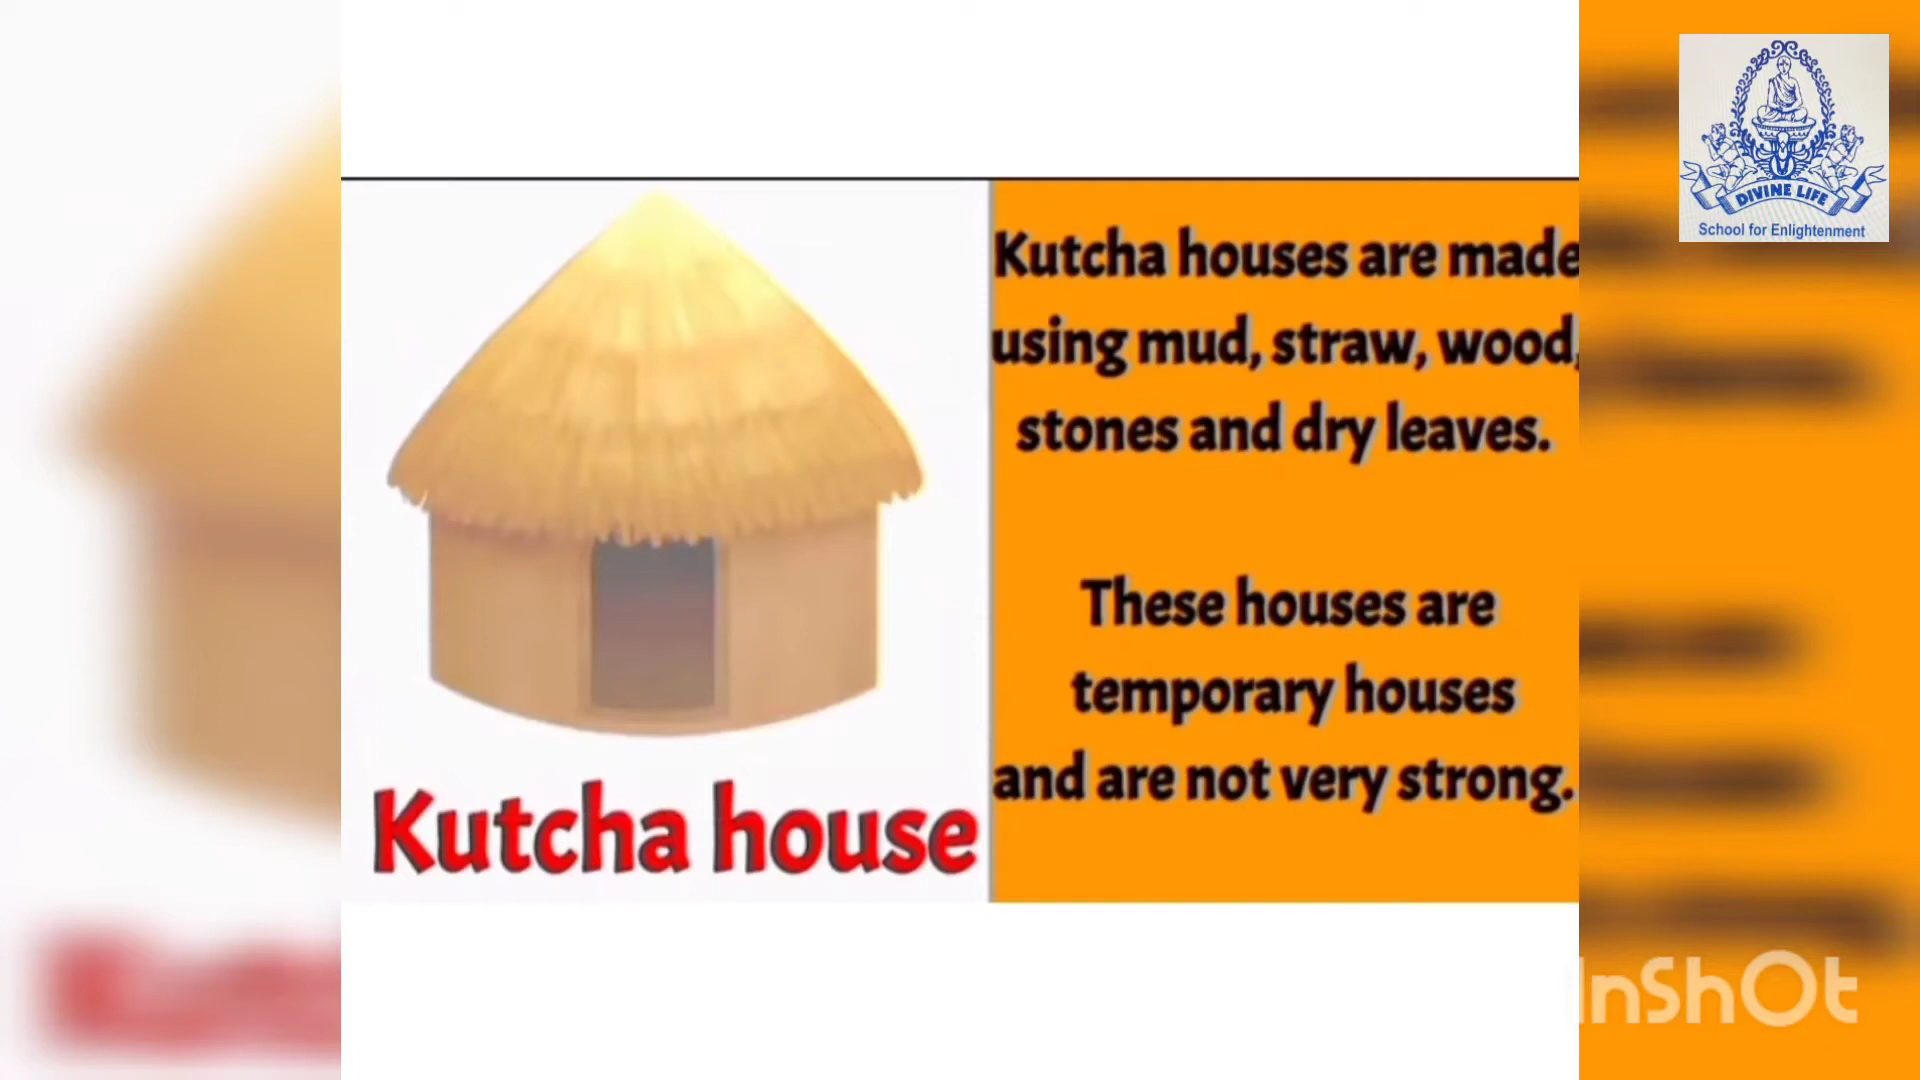 Kutcha houses are made
using mud, straw, wood,
stones and dry leaves.
These houses are
temporary houses
and are not very strong.
Kutcha house
DIVINE LIFE
School for Enlightenment
InShOt